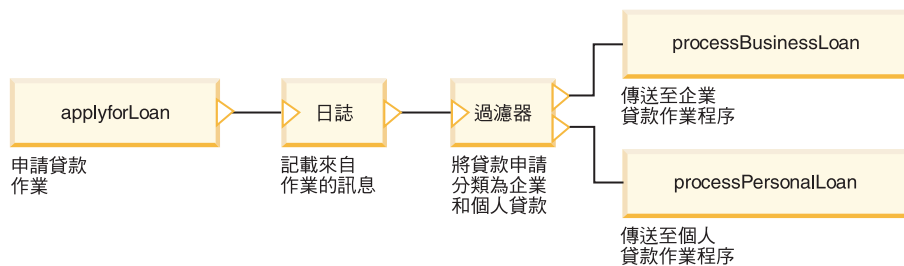 applyforLoan
申請貸款
作業
日誌
記載來自
作業的訊息
過濾器
將貸款申請
分類為企業
和個人貸款
processBusinessLoan
傳送至企業
貸款作業程序
processPersonalLoan
傳送至個人
貸款作業程序